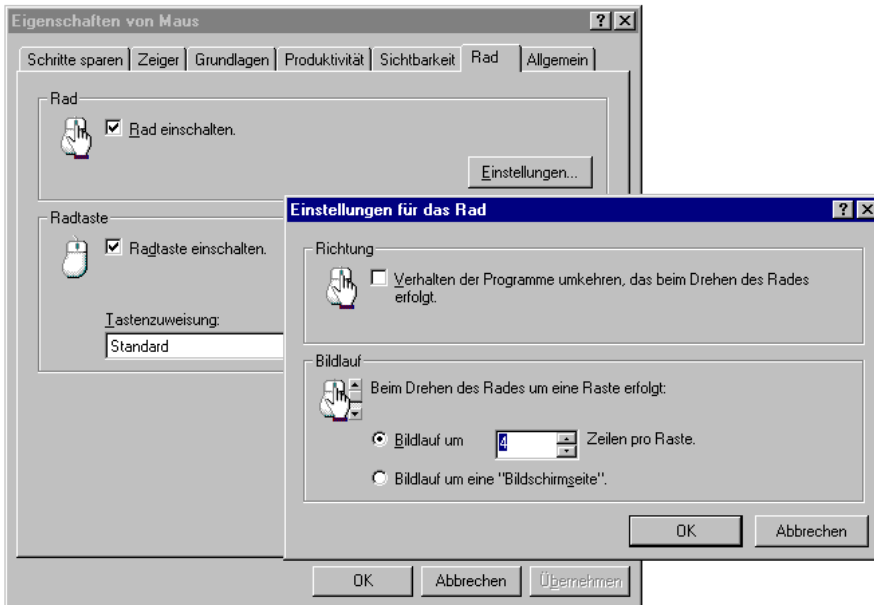 Eigenschaften von Maus
Schritte sparen Zeiger Grundlagen Produktivität Sichtbarkeit Rad Allgemein
Rad
Rad einschalten.
Einstellungen...
Radtaste
Radtaste einschalten.
Tastenzuweisung:
Standard
Einstellungen für das Rad
Richtung
Verhalten der Programme umkehren, das beim Drehen des Rades
erfolgt.
Bildlauf
Beim Drehen des Rades um eine Raste erfolgt:
Bildlauf um 4 Zeilen pro Raste.
Bildlauf um eine "Bildschirmseite".
OK Abbrechen
OK Abbrechen Übernehmen